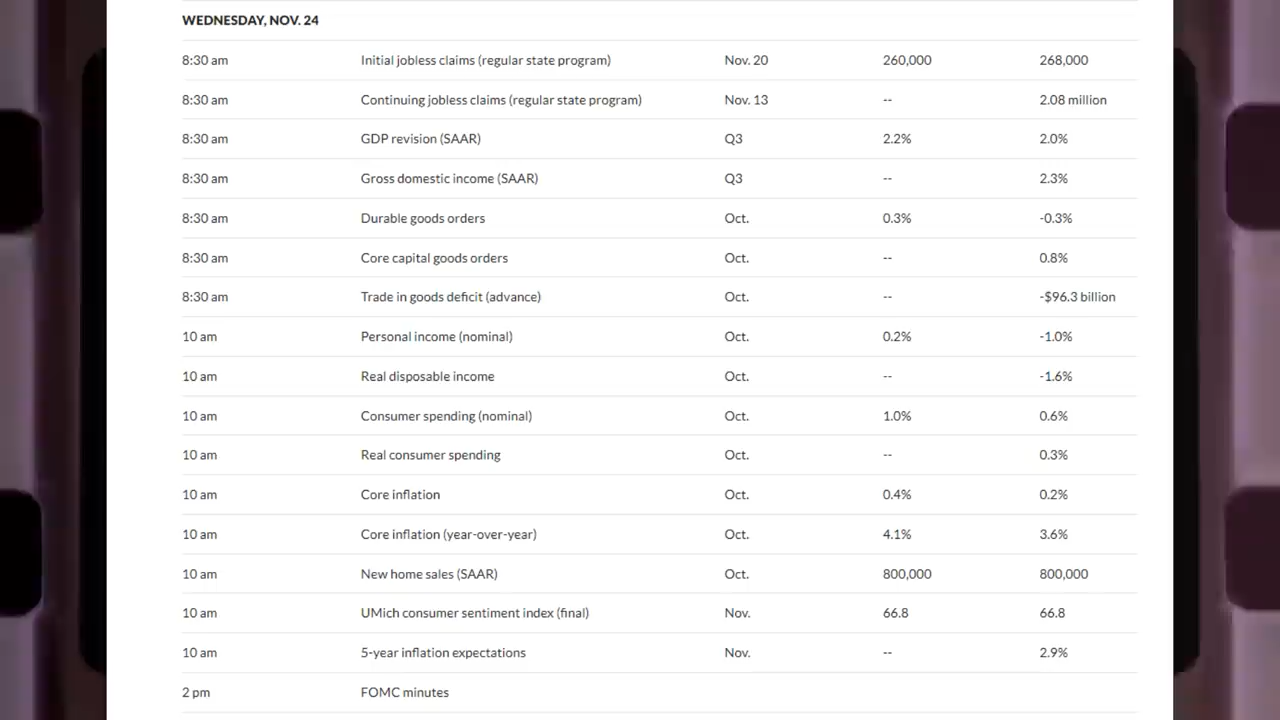 WEDNESDAY, NOV. 24
8:30 am Initial jobless claims (regular state program) Nov. 20 260,000 268,000
8:30 am Continuing jobless claims (regular state program) Nov. 13 -- 2.08 million
8:30 am GDP revision (SAAR) Q3 2.2% 2.0%
8:30 am Gross domestic income (SAAR) Q3 -- 2.3%
8:30 am Durable goods orders Oct. 0.3% -0.3%
8:30 am Core capital goods orders Oct. -- 0.8%
8:30 am Trade in goods deficit (advance) Oct. -- -$96.3 billion
10 am Personal income (nominal) Oct. 0.2% -1.0%
10 am Real disposable income Oct. -- -1.6%
10 am Consumer spending (nominal) Oct. 1.0% 0.6%
10 am Real consumer spending Oct. -- 0.3%
10 am Core inflation Oct. 0.4% 0.2%
10 am Core inflation (year-over-year) Oct. 4.1% 3.6%
10 am New home sales (SAAR) Oct. 800,000 800,000
10 am UMich consumer sentiment index (final) Nov. 66.8 66.8
10 am 5-year inflation expectations Nov. -- 2.9%
2 pm FOMC minutes